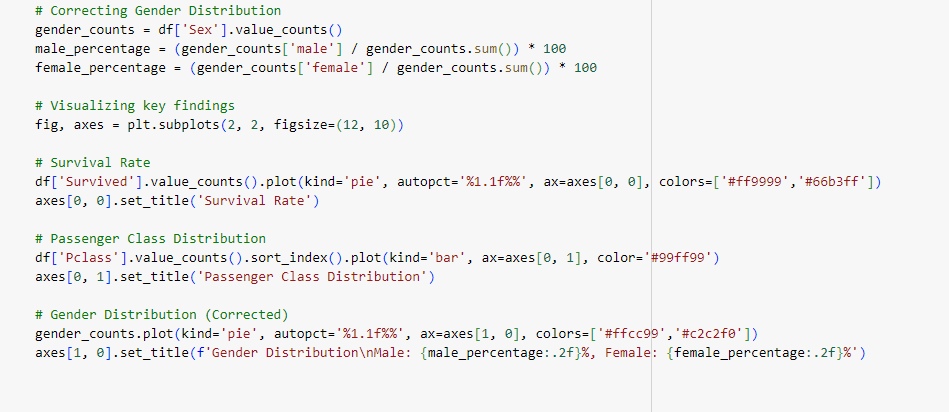 # Correcting Gender Distribution
gender_counts = df['Sex'].value_counts()
male_percentage = (gender_counts['male'] / gender_counts.sum()) * 100
female_percentage = (gender_counts['female'] / gender_counts.sum()) * 100
# Visualizing key findings
fig, axes = plt.subplots(2, 2, figsize=(12, 10))
# Survival Rate
df['Survived'].value_counts().plot(kind='pie', autopct='%1.1f%%', ax=axes[0, 0], colors=['#ff9999','#66b3ff'])
axes[0, 0].set_title('Survival Rate')
# Passenger Class Distribution
df['Pclass'].value_counts().sort_index().plot(kind='bar', ax=axes[0, 1], color='#99ff99')
axes[0, 1].set_title('Passenger Class Distribution')
# Gender Distribution (Corrected)
gender_counts.plot(kind='pie', autopct='%1.1f%%', ax=axes[1, 0], colors=['#ffcc99','#c2c2f0'])
axes[1, 0].set_title(f'Gender Distribution\nMale: {male_percentage:.2f}%, Female: {female_percentage:.2f}%')